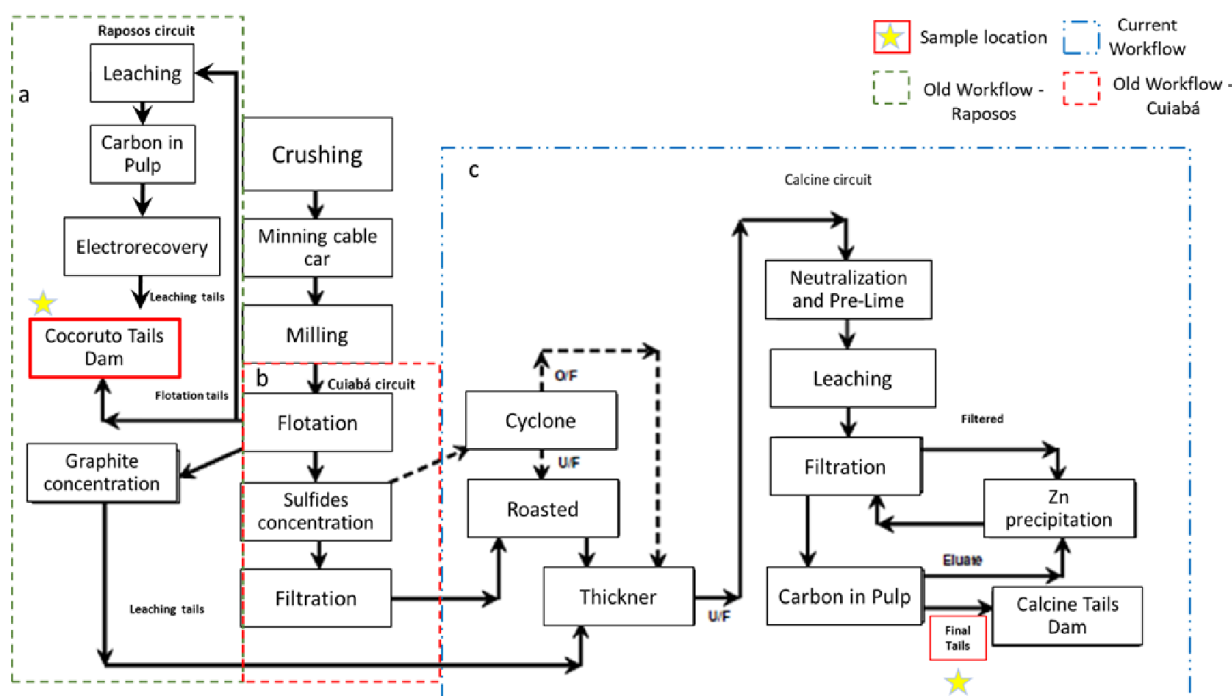 Raposos circuit
a
Leaching
Carbon in
Pulp
Electrorecovery
Leaching tails
Cocoruto Tails
Dam
Flotation tails
Graphite
concentration
Leaching tails
Crushing
Minning cable
car
Milling
b
Cuiabá circuit
Flotation
Sulfides
concentration
Filtration
Sample location
Current
Workflow
Old Workflow -
Raposos
Old Workflow -
Cuiabá
c
Calcine circuit
O/F
Cyclone
U/F
Roasted
Thickner
U/F
Neutralization
and Pre-Lime
Leaching
Filtered
Filtration
Zn
precipitation
Eluate
Carbon in Pulp
Calcine Tails
Dam
Final
Tails